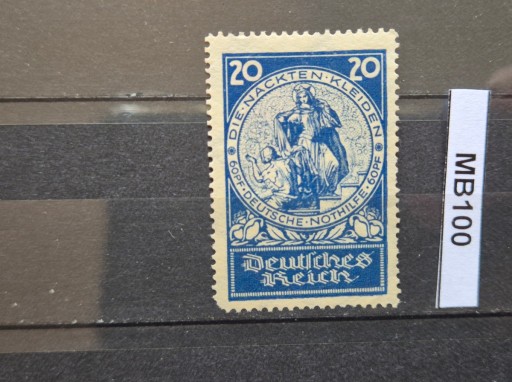 20 20
DIE · NACKTEN · KLEIDEN
60PF · DEUTSCHE · NOTHILFE · 60PF
Deutsches
Reich
MB100